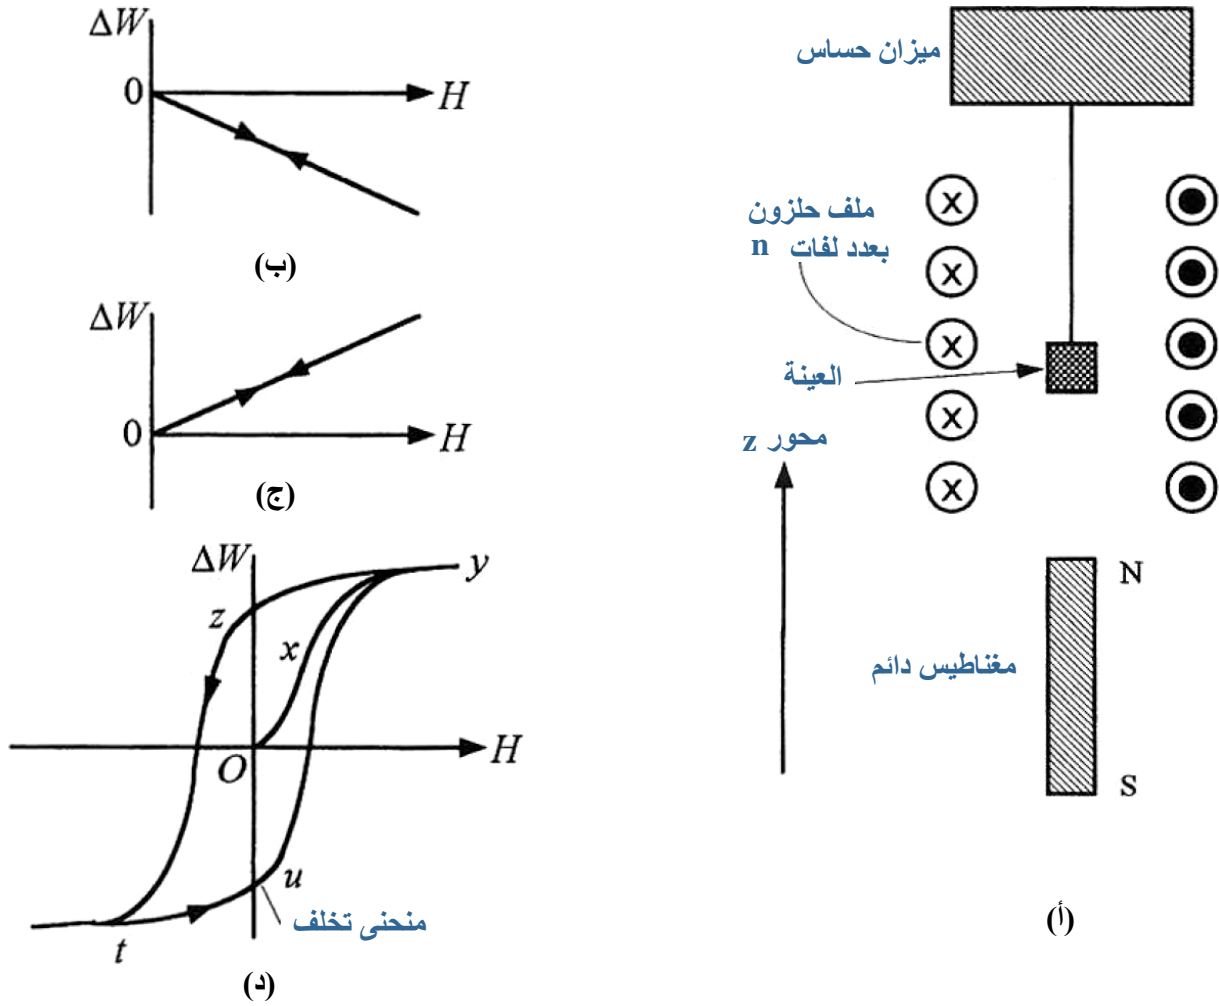 ΔW
0
H
(ب)
ΔW
0
H
(ج)
ΔW
y
z
x
O
H
u
منحنى تخلف
t
(د)
ميزان حساس
ملف حلزون
بعدد لفات n
x
x
x
x
x
العينة
محور z
N
مغناطيس دائم
S
(أ)